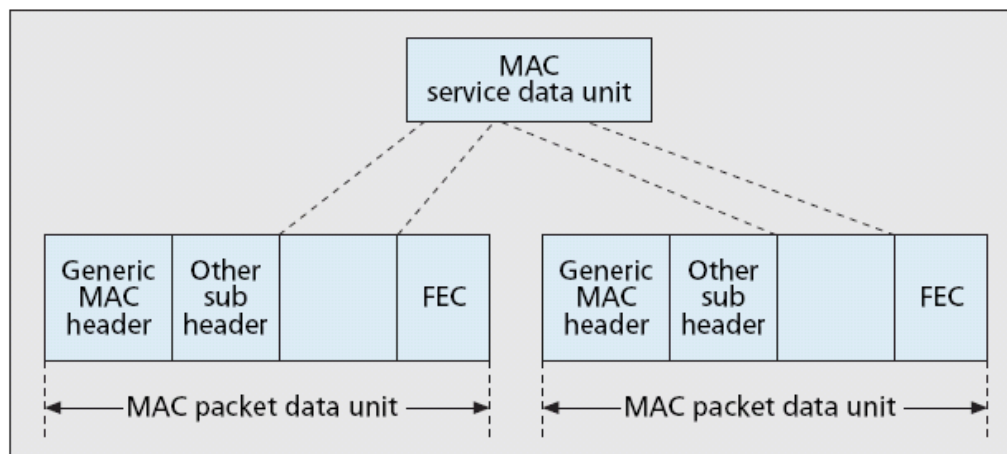 MAC
service data unit
Generic
MAC
header
Other
sub
header
FEC
Generic
MAC
header
Other
sub
header
FEC
MAC packet data unit
MAC packet data unit